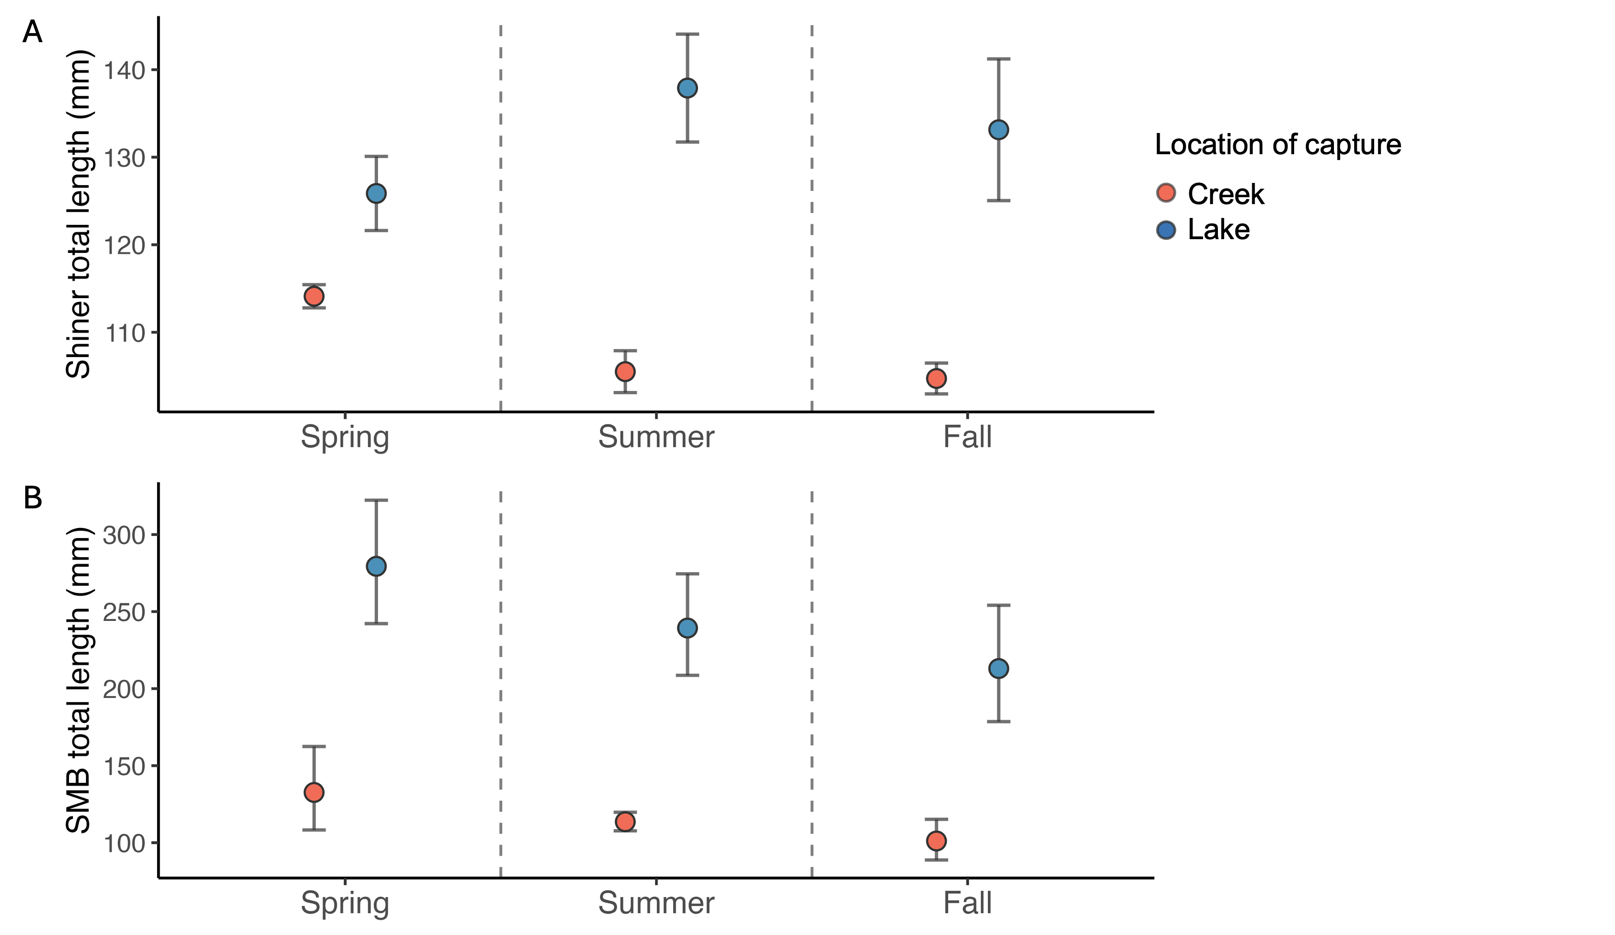 A
Shiner total length (mm)
140
130
120
110
Spring
Summer
Fall
Location of capture
Creek
Lake
B
SMB total length (mm)
300
250
200
150
100
Spring
Summer
Fall